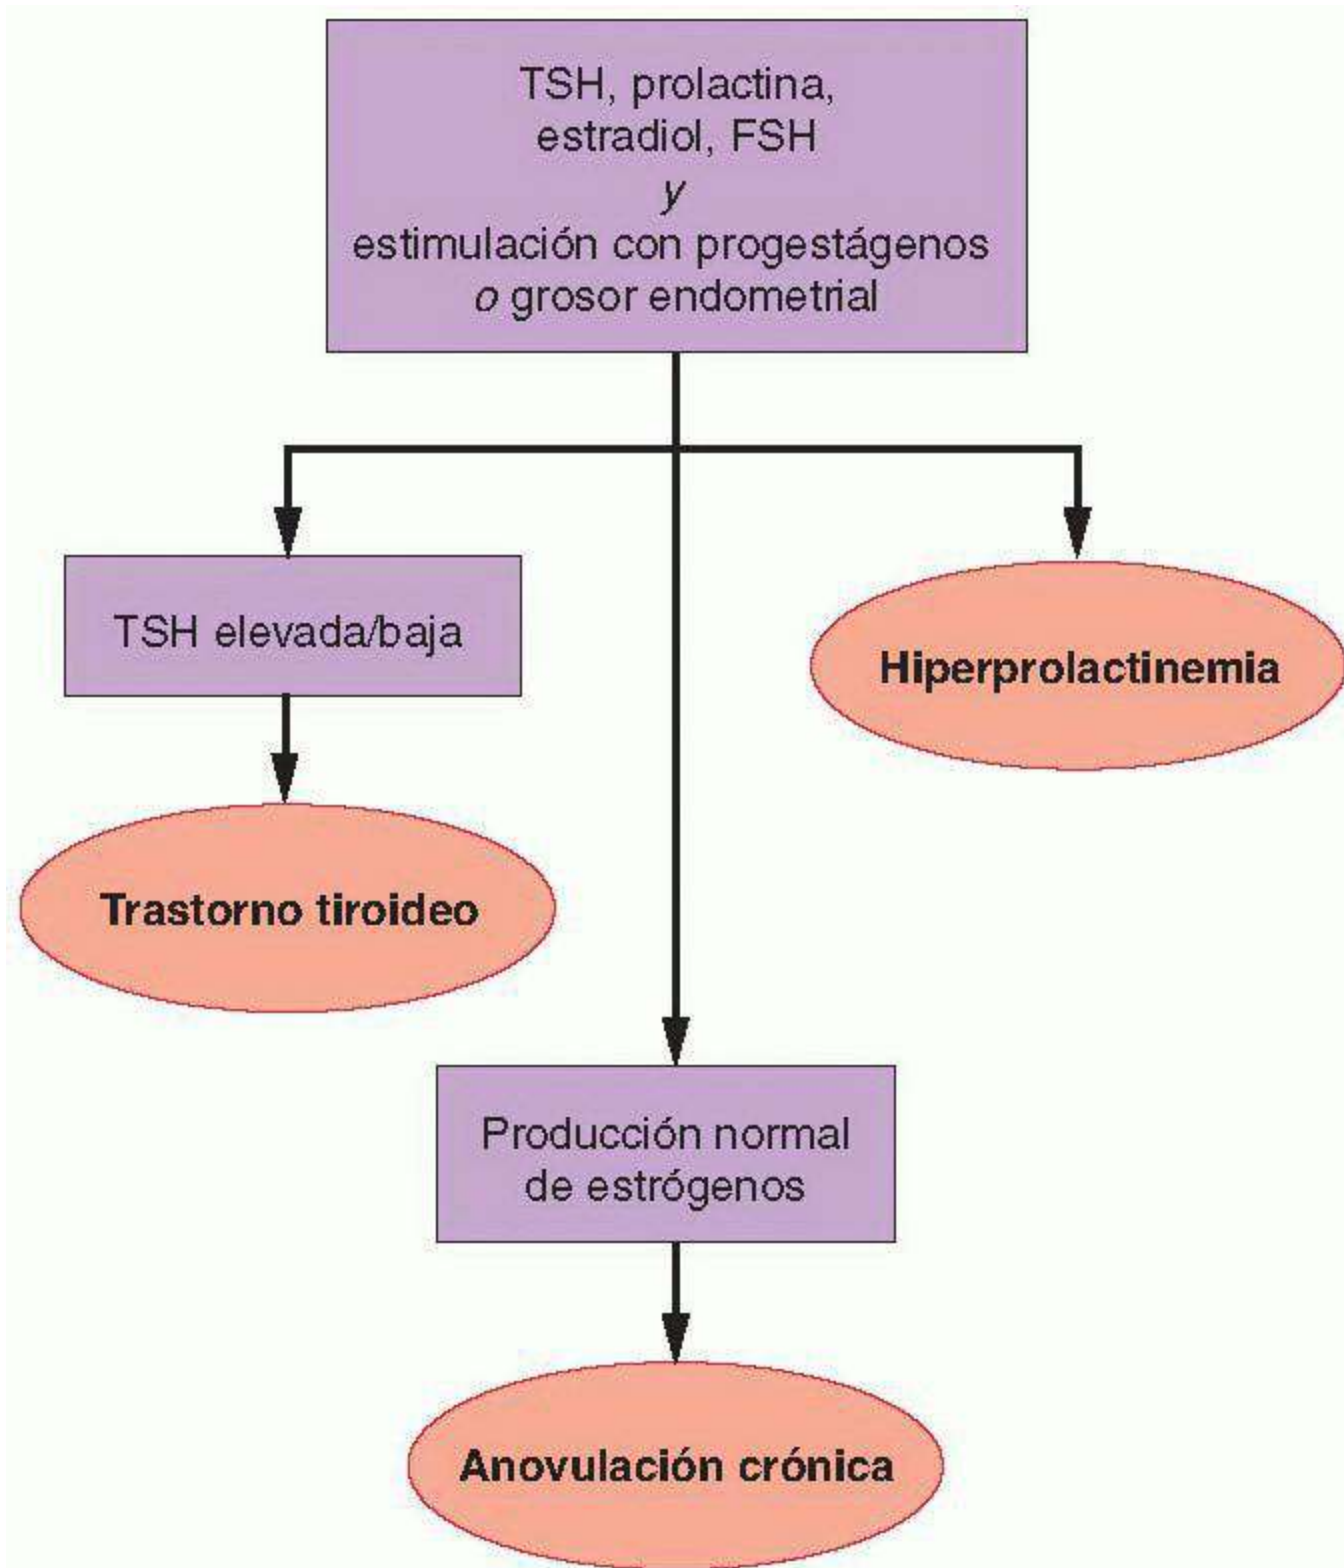 TSH, prolactina,
estradiol, FSH
y
estimulación con progestágenos
o grosor endometrial
TSH elevada/baja
Hiperprolactinemia
Trastorno tiroideo
Producción normal
de estrógenos
Anovulación crónica